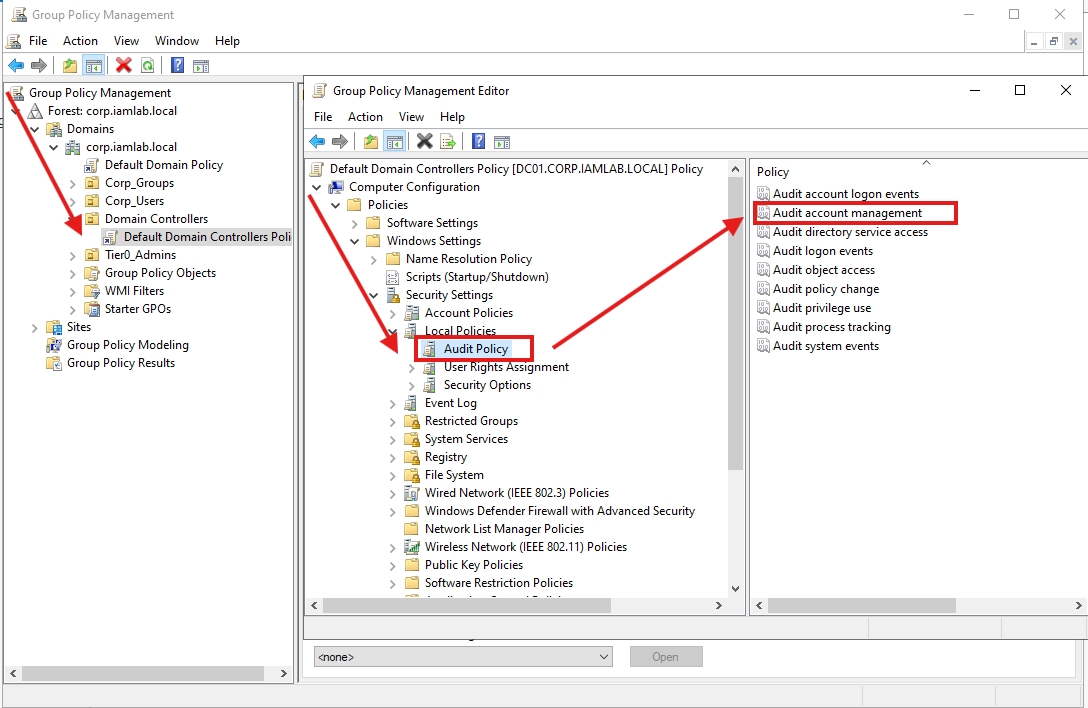 Group Policy Management
File Action View Window Help
Group Policy Management
Forest: corp.iamlab.local
Domains
corp.iamlab.local
Default Domain Policy
Corp_Groups
Corp_Users
Domain Controllers
Default Domain Controllers Poli
Tier0_Admins
Group Policy Objects
WMI Filters
Starter GPOs
Sites
Group Policy Modeling
Group Policy Results
Group Policy Management Editor
File Action View Help
Default Domain Controllers Policy [DC01.CORP.IAMLAB.LOCAL] Policy
Computer Configuration
Policies
Software Settings
Windows Settings
Name Resolution Policy
Scripts (Startup/Shutdown)
Security Settings
Account Policies
Local Policies
Audit Policy
User Rights Assignment
Security Options
Event Log
Restricted Groups
System Services
Registry
File System
Wired Network (IEEE 802.3) Policies
Windows Defender Firewall with Advanced Security
Network List Manager Policies
Wireless Network (IEEE 802.11) Policies
Public Key Policies
Software Restriction Policies
Policy
Audit account logon events
Audit account management
Audit directory service access
Audit logon events
Audit object access
Audit policy change
Audit privilege use
Audit process tracking
Audit system events
<none>
Open